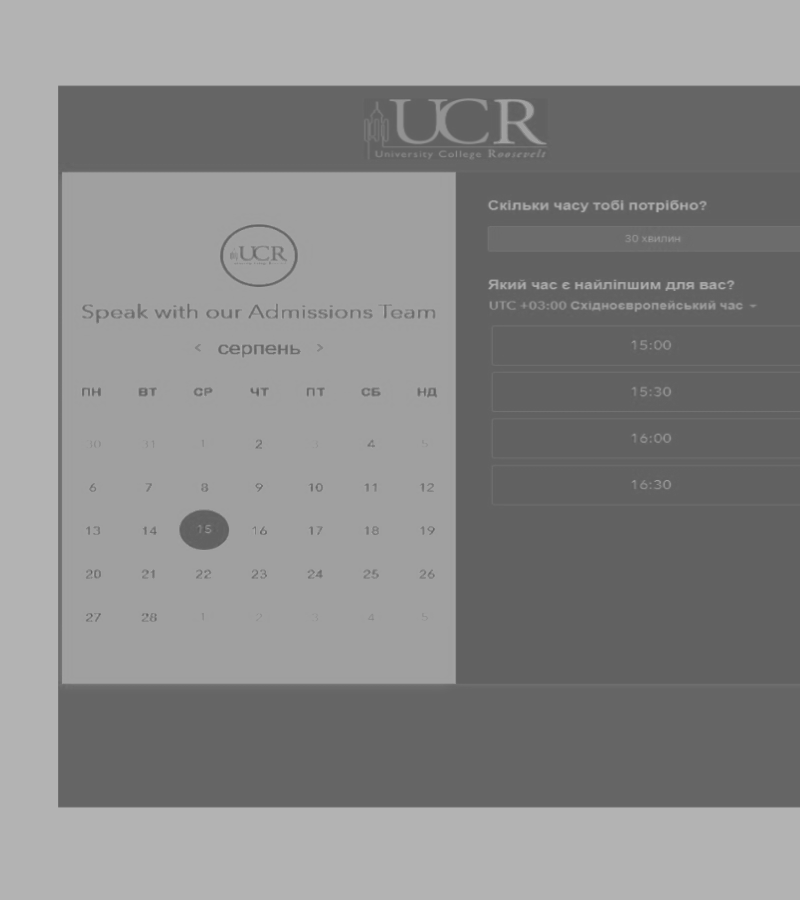 UCR
University College Roosevelt
UCR
Speak with our Admissions Team
< серпень >
ПН ВТ СР ЧТ ПТ СБ НД
30 31 1 2 3 4 5
6 7 8 9 10 11 12
13 14 15 16 17 18 19
20 21 22 23 24 25 26
27 28 1 2 3 4 5
Скільки часу тобі потрібно?
30 хвилин
Який час є найліпшим для вас?
UTC +03:00 Східноєвропейський час
15:00
15:30
16:00
16:30